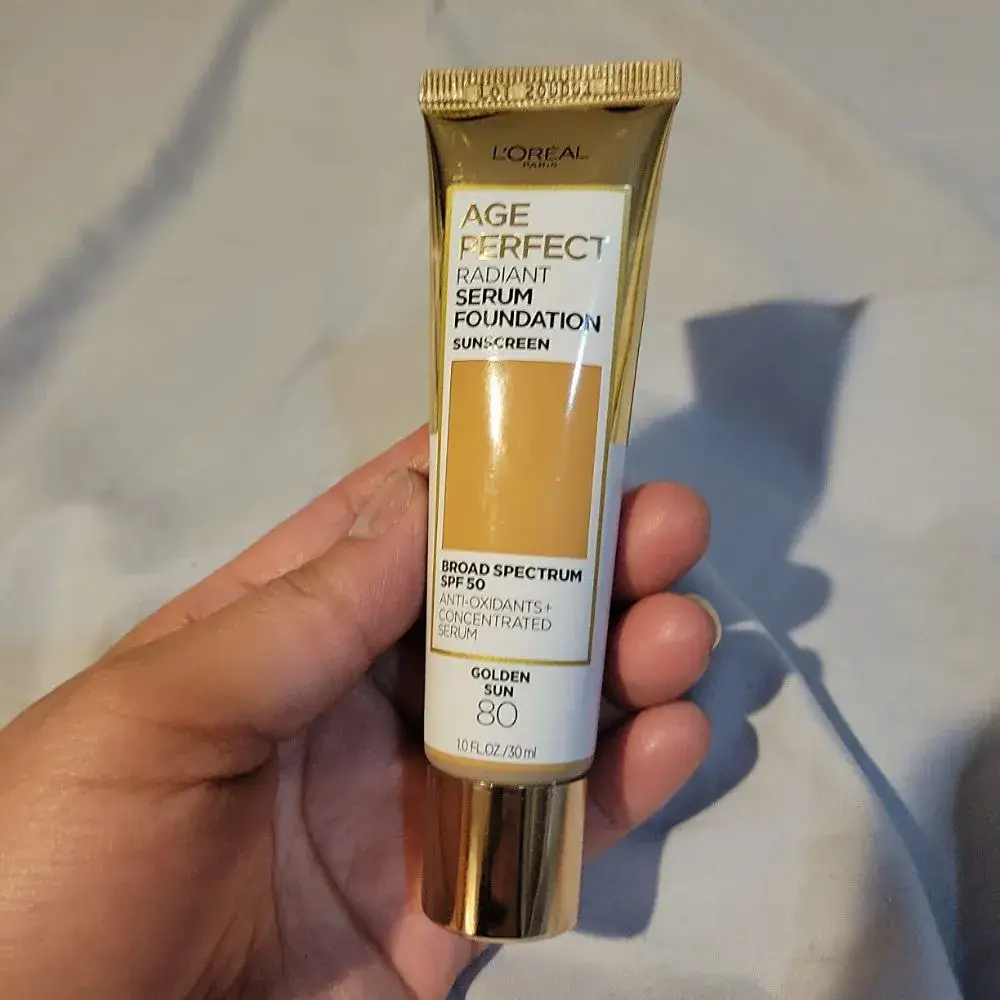 L'ORÉAL
PARIS
AGE
PERFECT
RADIANT
SERUM
FOUNDATION
SUNSCREEN
BROAD SPECTRUM
SPF 50
ANTI-OXIDANTS+
CONCENTRATED
SERUM
GOLDEN
SUN
80
1.0 FL.OZ./30 ml